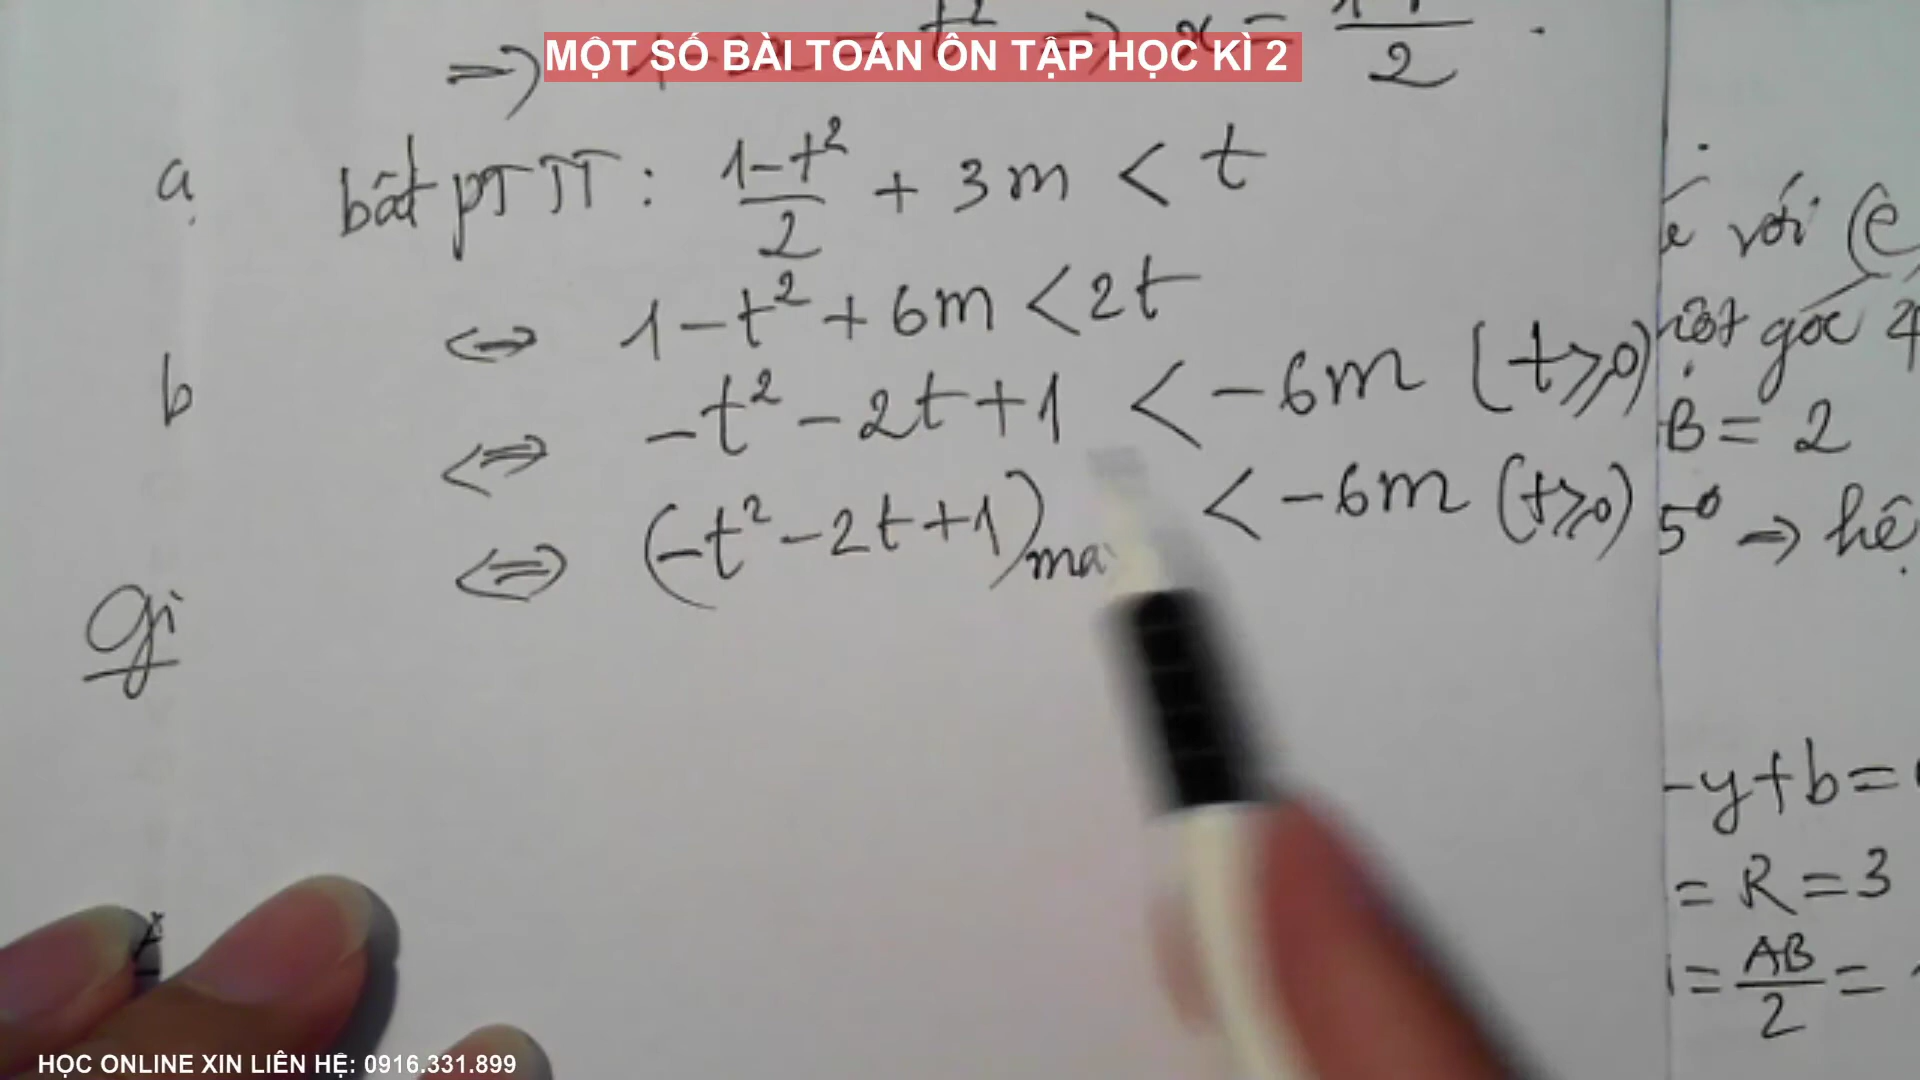 MỘT SỐ BÀI TOÁN ÔN TẬP HỌC KÌ 2
a
bất PT TT : (1-t²)/2 + 3m < t
⇔ 1 - t² + 6m < 2t
b
⇔ -t² - 2t + 1 < -6m (t ≥ 0)
⇔ (-t² - 2t + 1)ma < -6m (t ≥ 0)
Gi
với
góc
B = 2
5⁰ → hệ
-y + b =
= R = 3
= AB/2 =
HỌC ONLINE XIN LIÊN HỆ: 0916.331.899